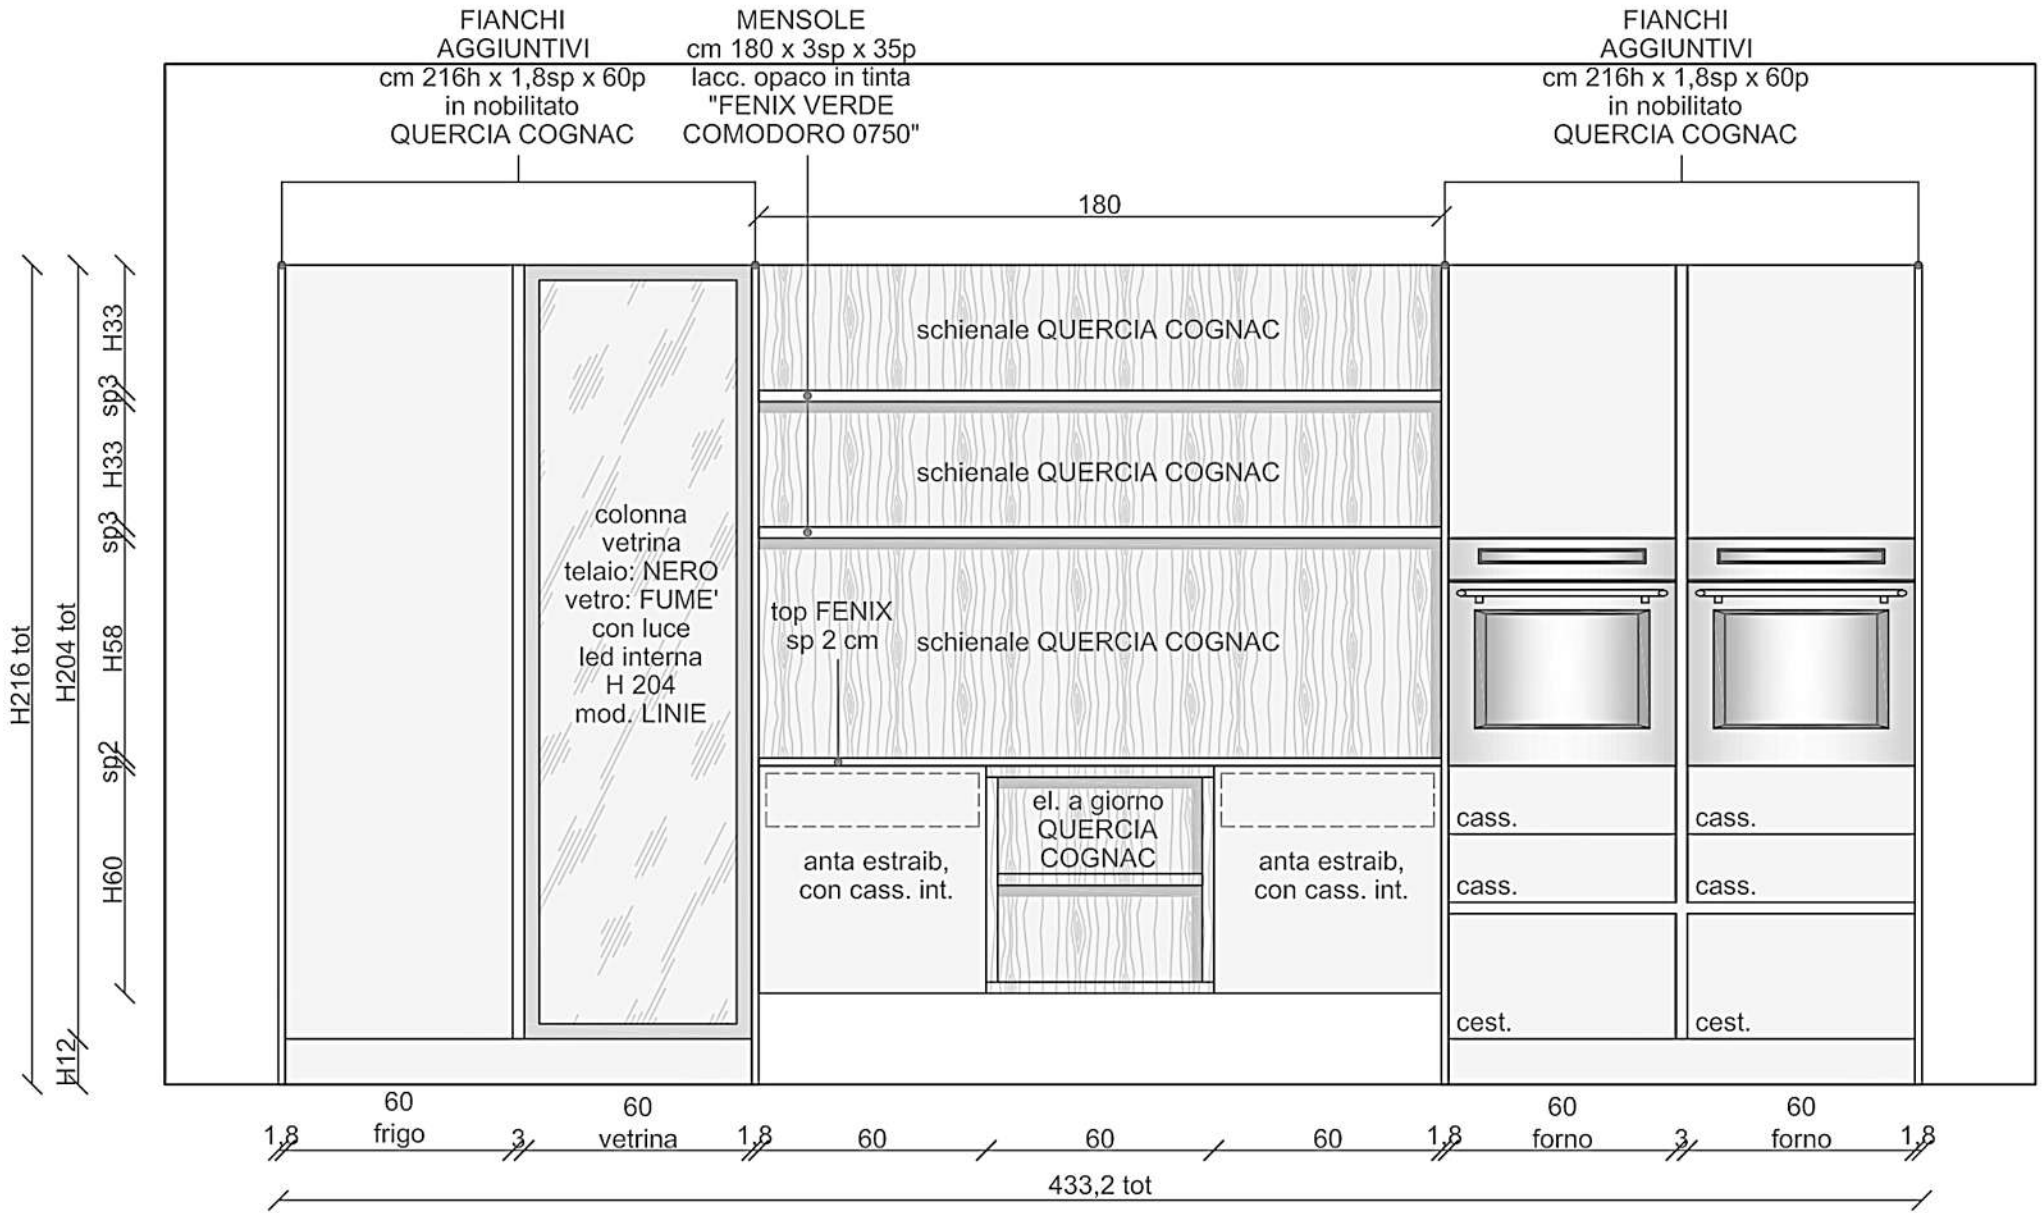 FIANCHI
AGGIUNTIVI
cm 216h x 1,8sp x 60p
in nobilitato
QUERCIA COGNAC
MENSOLE
cm 180 x 3sp x 35p
lacc. opaco in tinta
"FENIX VERDE
COMODORO 0750"
FIANCHI
AGGIUNTIVI
cm 216h x 1,8sp x 60p
in nobilitato
QUERCIA COGNAC
180
H216 tot
H204 tot
H12
H33
sp3
H33
sp3
H58
sp2
H60
colonna
vetrina
telaio: NERO
vetro: FUME'
con luce
led interna
H 204
mod. LINIE
schienale QUERCIA COGNAC
schienale QUERCIA COGNAC
top FENIX
sp 2 cm
schienale QUERCIA COGNAC
anta estraib,
con cass. int.
el. a giorno
QUERCIA
COGNAC
anta estraib,
con cass. int.
cass.
cass.
cest.
cass.
cass.
cest.
1,8
60
frigo
3
60
vetrina
1,8
60
60
60
1,8
60
forno
3
60
forno
1,8
433,2 tot